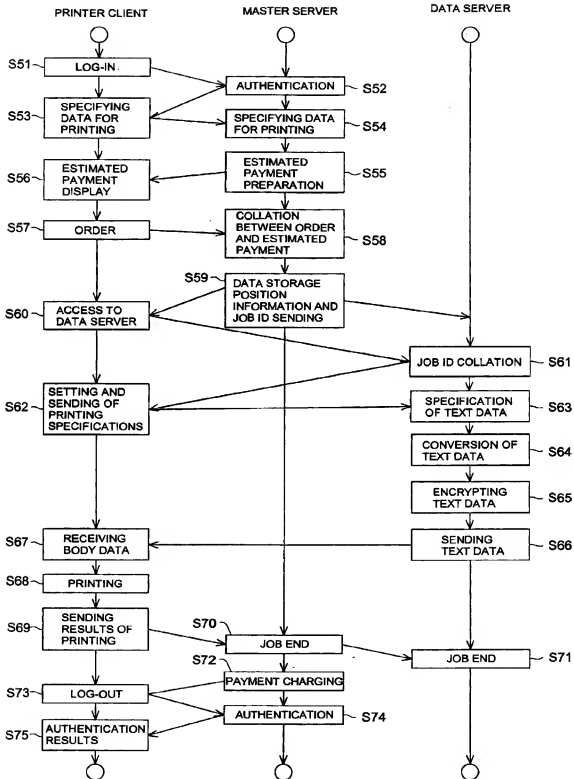 PRINTER CLIENT
MASTER SERVER
DATA SERVER
S51
LOG-IN
AUTHENTICATION
S52
S53
SPECIFYING
DATA FOR
PRINTING
SPECIFYING DATA
FOR PRINTING
S54
S56
ESTIMATED
PAYMENT
DISPLAY
ESTIMATED
PAYMENT
PREPARATION
S55
S57
ORDER
COLLATION
BETWEEN ORDER
AND ESTIMATED
PAYMENT
S58
S59
DATA STORAGE
POSITION
INFORMATION AND
JOB ID SENDING
S60
ACCESS TO
DATA SERVER
JOB ID COLLATION
S61
S62
SETTING AND
SENDING OF
PRINTING
SPECIFICATIONS
SPECIFICATION
OF TEXT DATA
S63
CONVERSION OF
TEXT DATA
S64
ENCRYPTING
TEXT DATA
S65
S67
RECEIVING
BODY DATA
SENDING
TEXT DATA
S66
S68
PRINTING
S69
SENDING
RESULTS OF
PRINTING
S70
JOB END
JOB END
S71
S72
PAYMENT CHARGING
S73
LOG-OUT
AUTHENTICATION
S74
S75
AUTHENTICATION
RESULTS